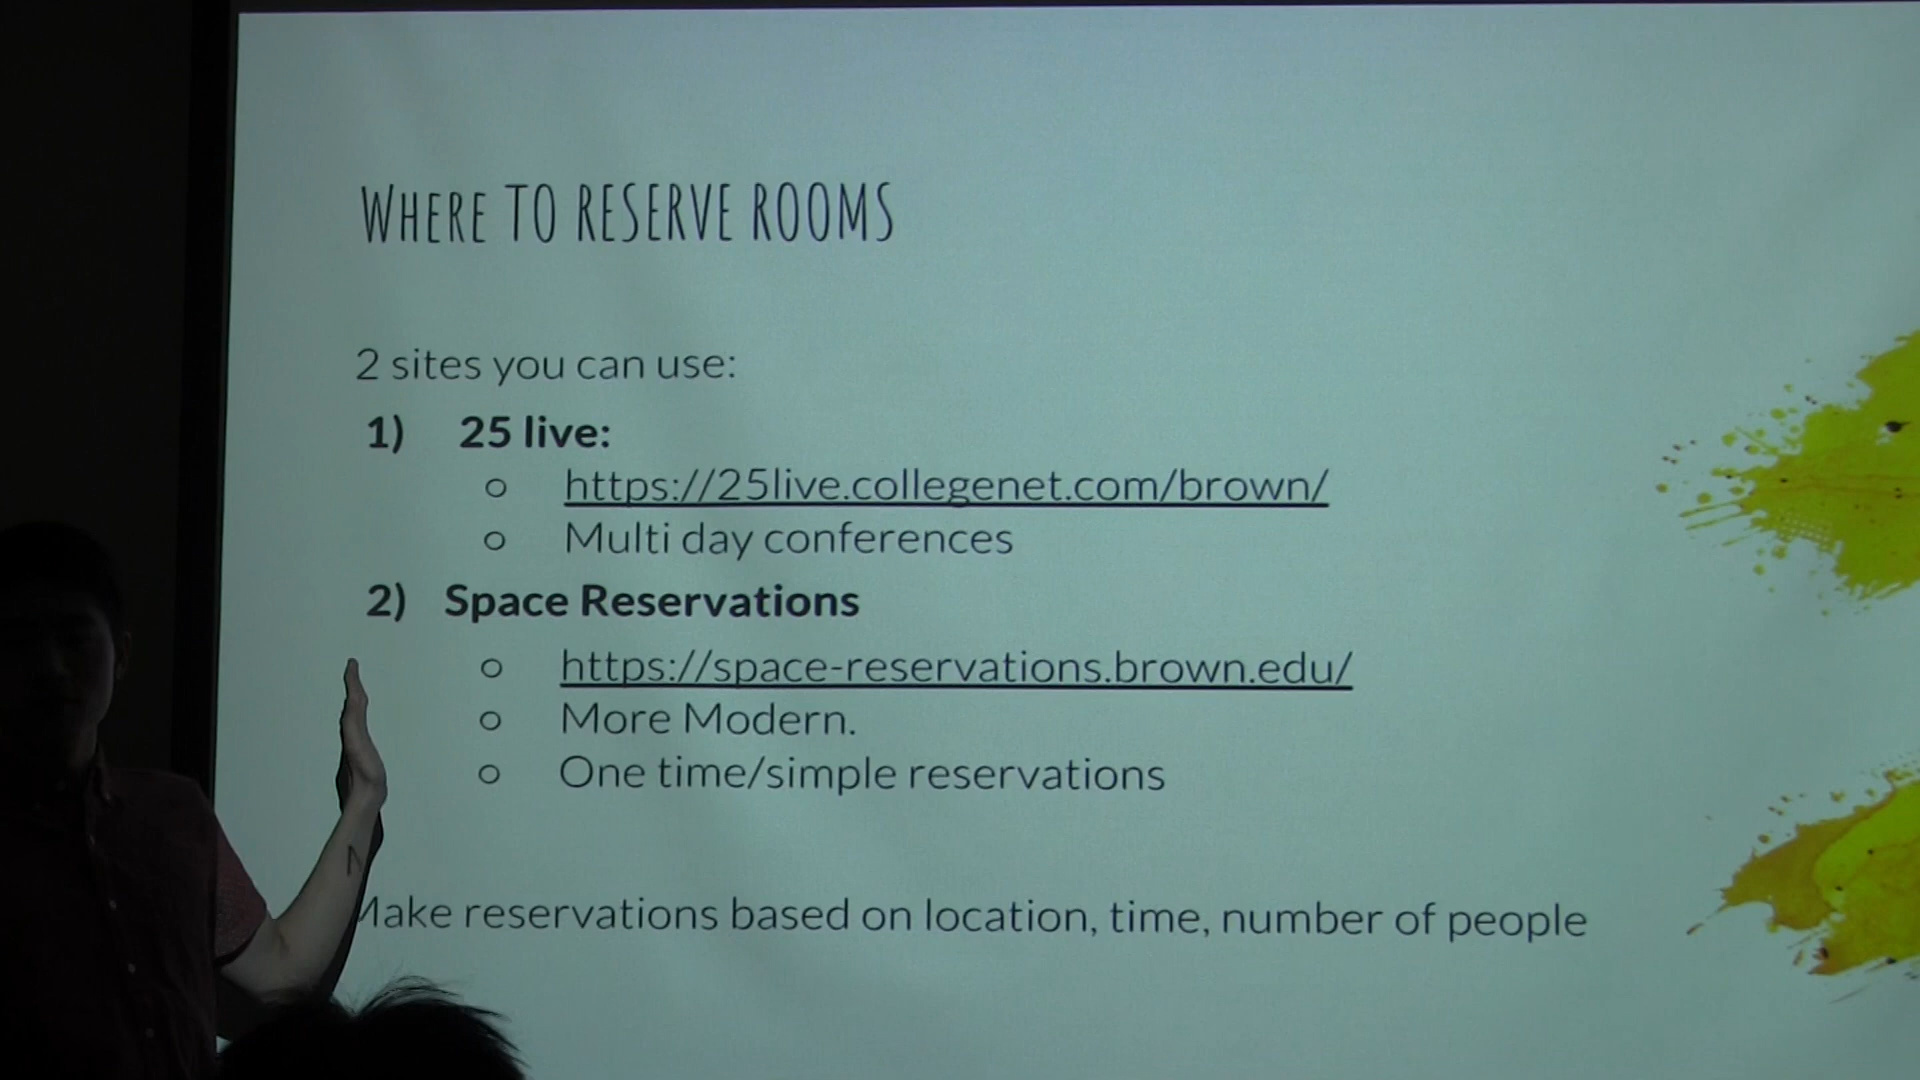 WHERE TO RESERVE ROOMS
2 sites you can use:
1) 25 live:
○ https://25live.collegenet.com/brown/
○ Multi day conferences
2) Space Reservations
○ https://space-reservations.brown.edu/
○ More Modern.
○ One time/simple reservations
Make reservations based on location, time, number of people